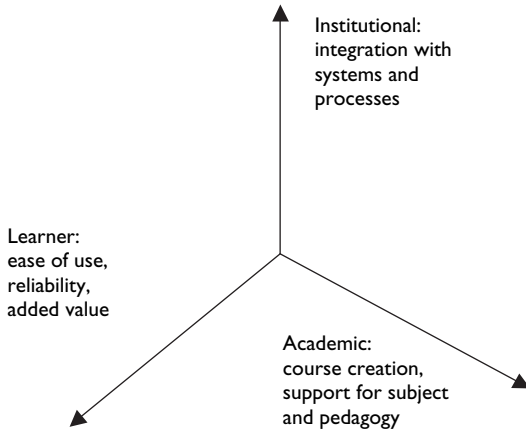 Institutional:
integration with
systems and
processes
Learner:
ease of use,
reliability,
added value
Academic:
course creation,
support for subject
and pedagogy